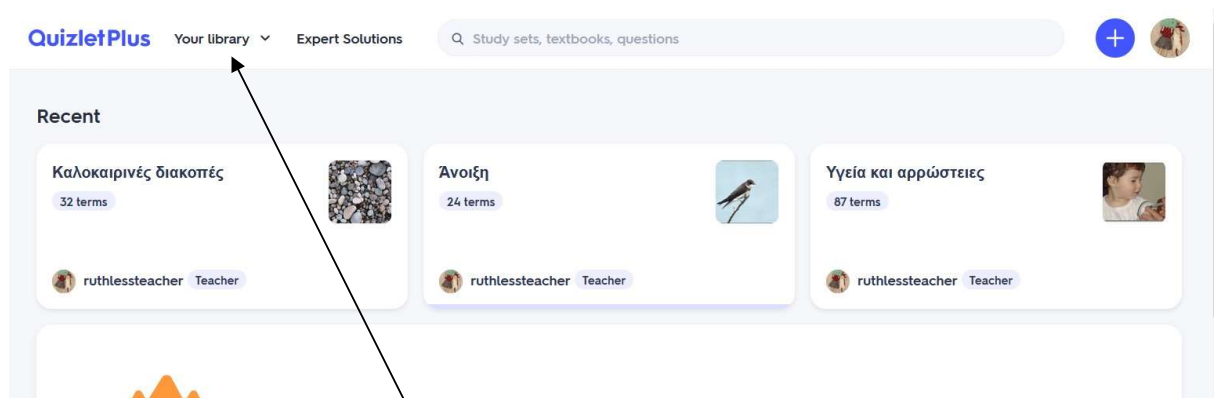 QuizletPlus Your library Expert Solutions Study sets, textbooks, questions
Recent
Καλοκαιρινές διακοπές
32 terms
ruthlessteacher Teacher
Άνοιξη
24 terms
ruthlessteacher Teacher
Υγεία και αρρώστειες
87 terms
ruthlessteacher Teacher